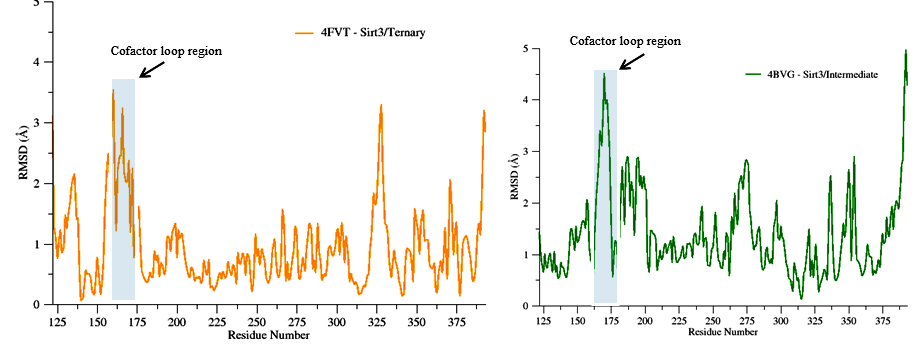 5
4
3
2
1
0
RMSD (Å)
4FVT - Sirt3/Ternary
Cofactor loop region
125 150 175 200 225 250 275 300 325 350 375
Residue Number
5
4
3
2
1
0
RMSD (Å)
Cofactor loop region
4BVG - Sirt3/Intermediate
125 150 175 200 225 250 275 300 325 350 375
Residue Number